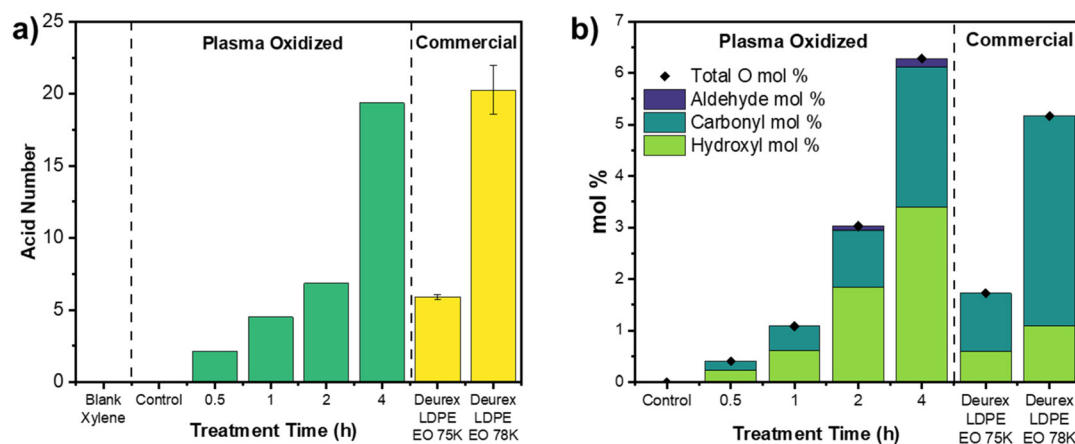 a)
Plasma Oxidized
Commercial
Acid Number
25
20
15
10
5
0
Blank
Xylene
Control
0.5
1
2
4
Deurex
LDPE
EO 75K
Deurex
LDPE
EO 78K
Treatment Time (h)
b)
Plasma Oxidized
Commercial
Total O mol %
Aldehyde mol %
Carbonyl mol %
Hydroxyl mol %
mol %
7
6
5
4
3
2
1
0
Control
0.5
1
2
4
Deurex
LDPE
EO 75K
Deurex
LDPE
EO 78K
Treatment Time (h)